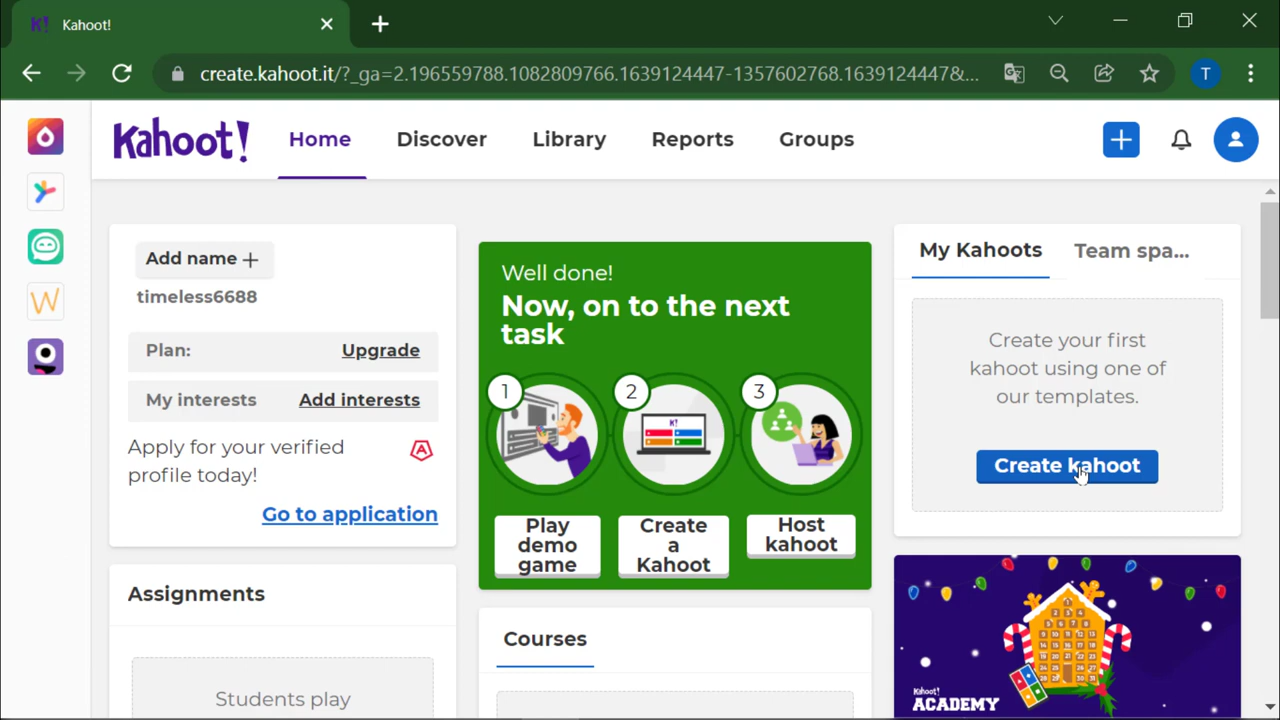 Kahoot!
create.kahoot.it/?_ga=2.196559788.1082809766.1639124447-1357602768.1639124447&...
T
Kahoot!
Home
Discover
Library
Reports
Groups
Add name +
timeless6688
Plan:
Upgrade
My interests
Add interests
Apply for your verified
profile today!
Go to application
Assignments
Students play
Well done!
Now, on to the next
task
1
2
3
K!
Play
demo
game
Create
a
Kahoot
Host
kahoot
Courses
My Kahoots
Team spa...
Create your first
kahoot using one of
our templates.
Create kahoot
Kahoot!
ACADEMY